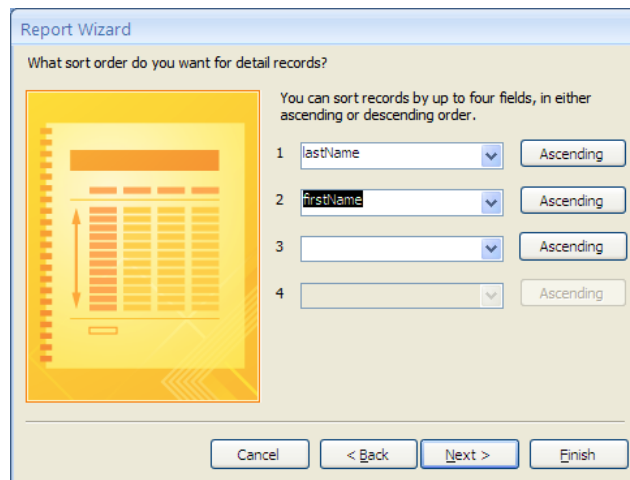 Report Wizard
What sort order do you want for detail records?
You can sort records by up to four fields, in either
ascending or descending order.
1 lastName Ascending
2 firstName Ascending
3 Ascending
4 Ascending
Cancel < Back Next > Finish